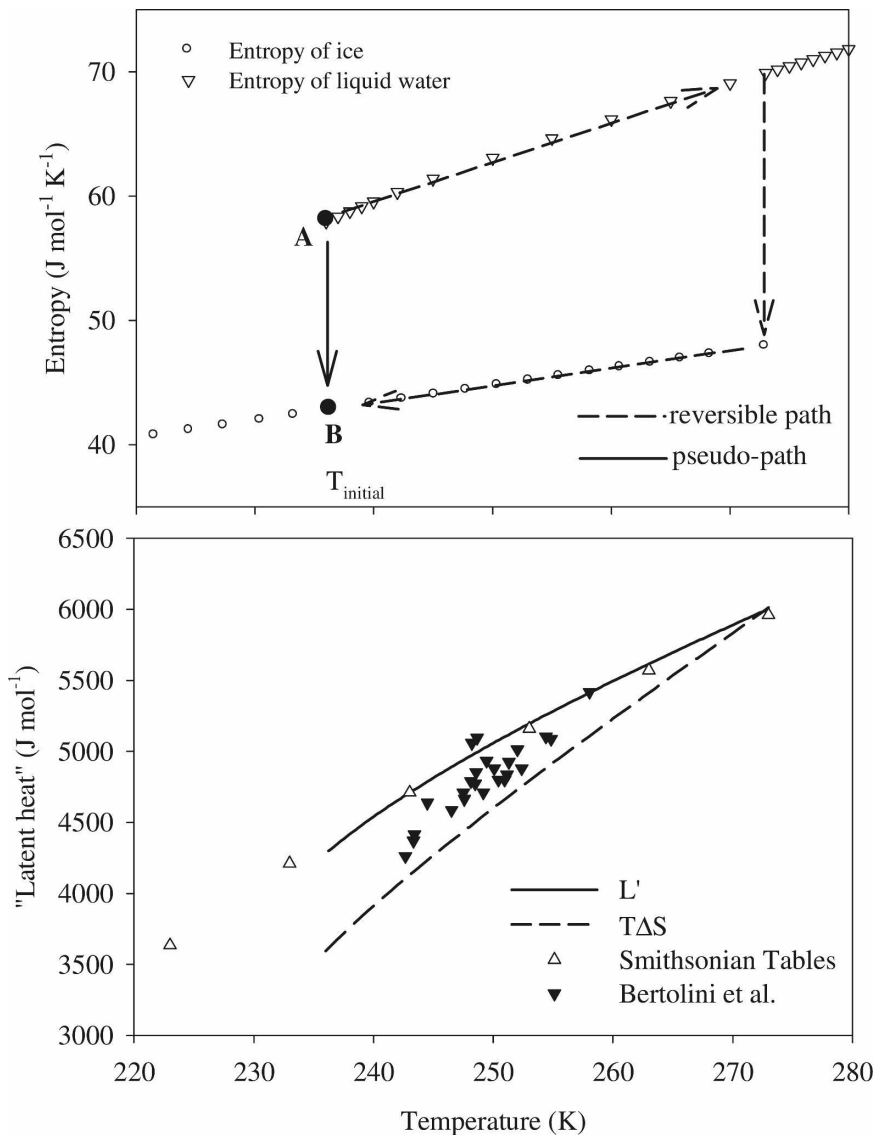 Entropy of ice
Entropy of liquid water
70
60
50
40
Entropy (J mol⁻¹ K⁻¹)
A
B
T_initial
reversible path
pseudo-path
6500
6000
5500
5000
4500
4000
3500
3000
"Latent heat" (J mol⁻¹)
L'
TΔS
Smithsonian Tables
Bertolini et al.
220 230 240 250 260 270 280
Temperature (K)